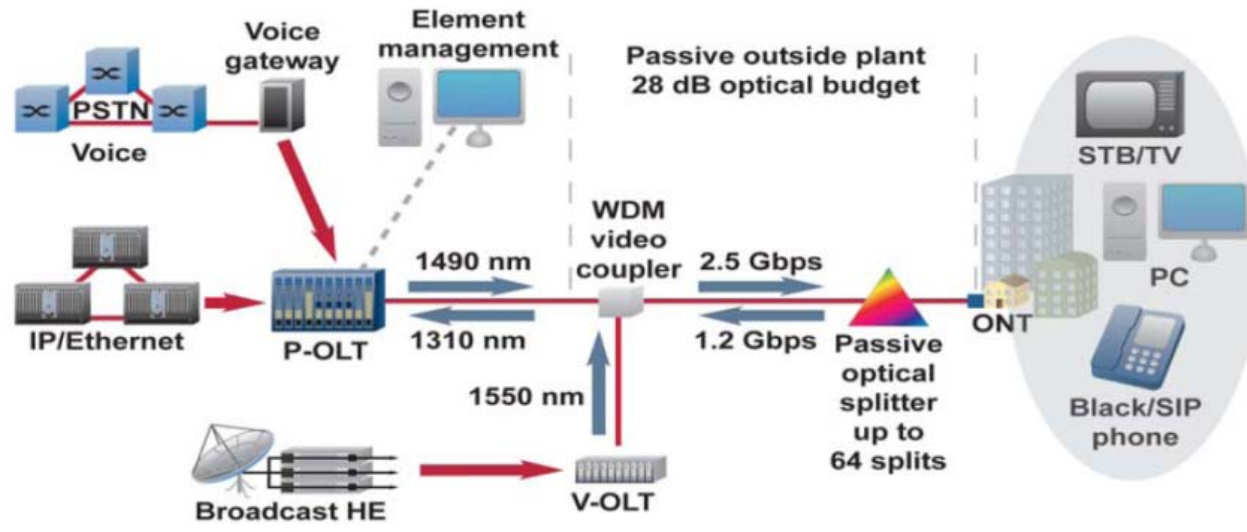 Voice
gateway
PSTN
Voice
Element
management
Passive outside plant
28 dB optical budget
STB/TV
PC
Black/SIP
phone
IP/Ethernet
P-OLT
1490 nm
1310 nm
WDM
video
coupler
2.5 Gbps
1.2 Gbps
Passive
optical
splitter
up to
64 splits
ONT
1550 nm
Broadcast HE
V-OLT